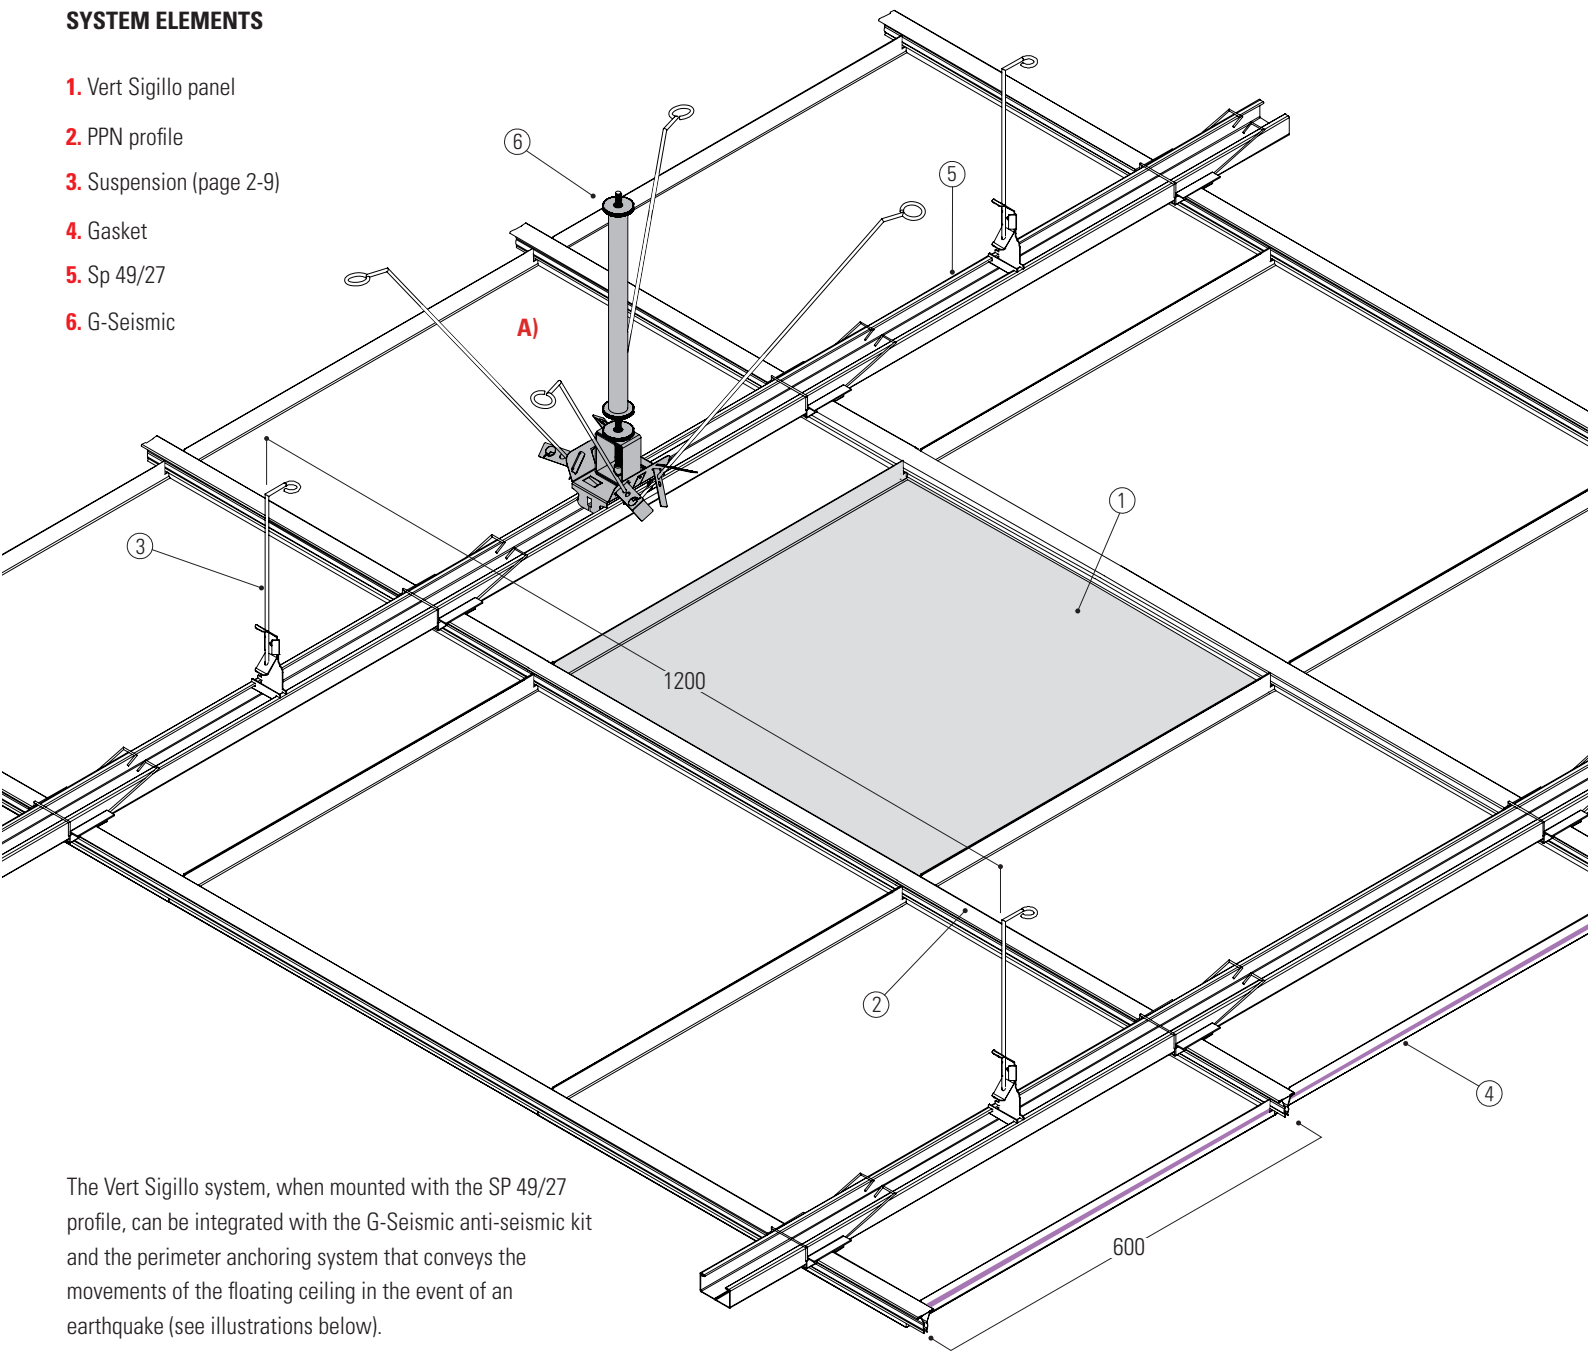 SYSTEM ELEMENTS
1. Vert Sigillo panel
2. PPN profile
3. Suspension (page 2-9)
4. Gasket
5. Sp 49/27
6. G-Seismic
6
5
A)
1
3
1200
2
4
600
The Vert Sigillo system, when mounted with the SP 49/27
profile, can be integrated with the G-Seismic anti-seismic kit
and the perimeter anchoring system that conveys the
movements of the floating ceiling in the event of an
earthquake (see illustrations below).